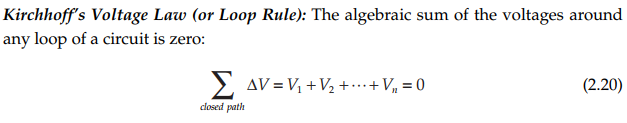 Kirchhoff's Voltage Law (or Loop Rule): The algebraic sum of the voltages around
any loop of a circuit is zero:
∑ ΔV = V₁ + V₂ + ⋯ + Vₙ = 0 (2.20)
closed path